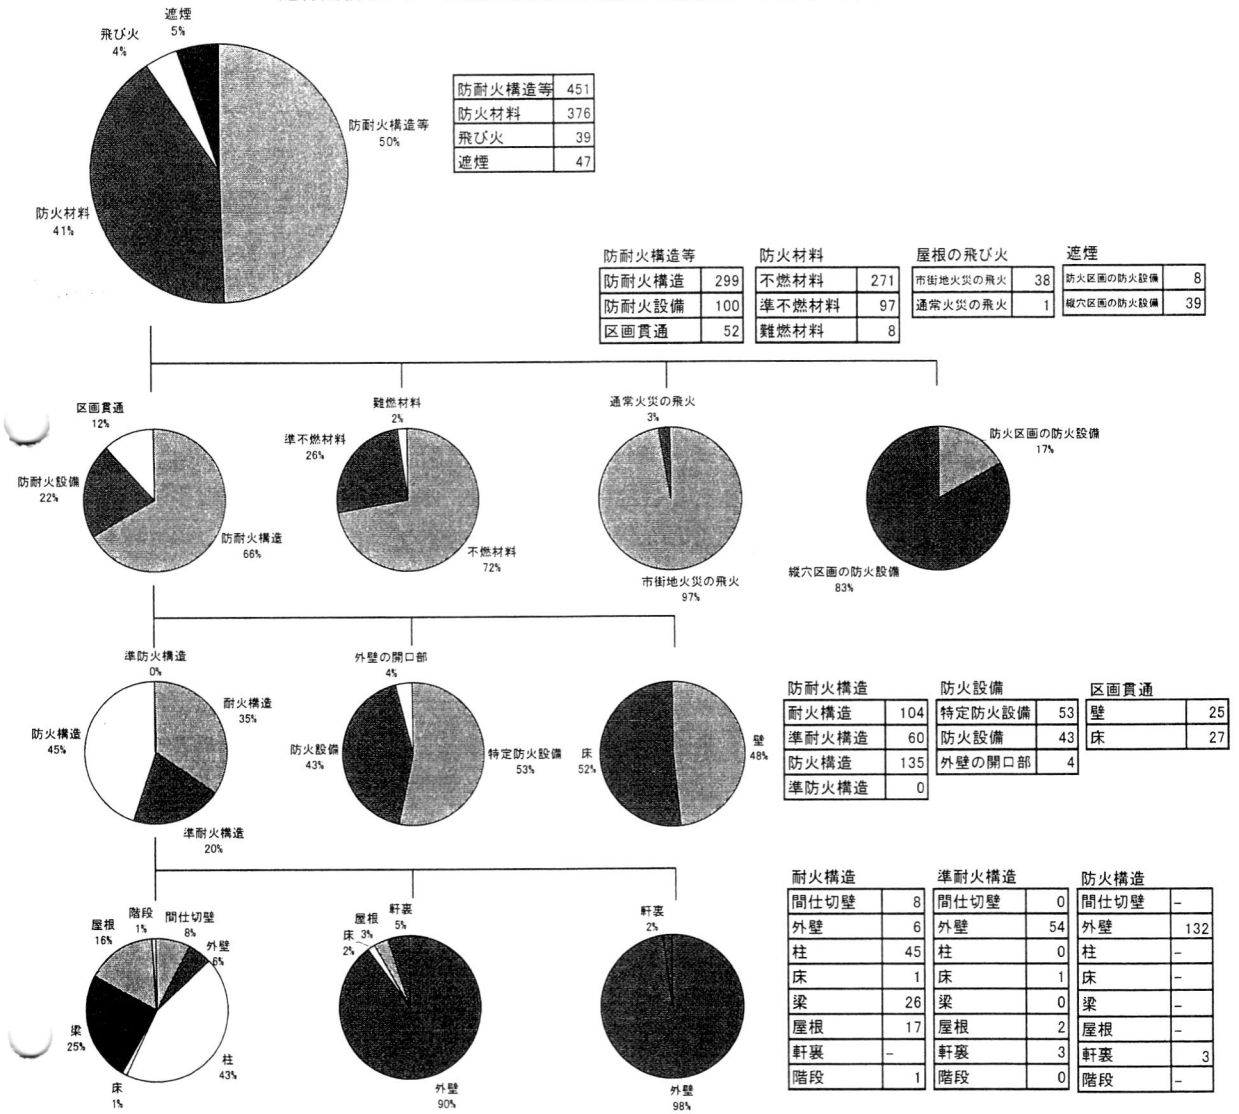 遮煙
5%
飛び火
4%
防耐火構造等
50%
防火材料
41%
防耐火構造等 451
防火材料 376
飛び火 39
遮煙 47
防耐火構造等
防耐火構造 299
防耐火設備 100
区画貫通 52
防火材料
不燃材料 271
準不燃材料 97
難燃材料 8
屋根の飛び火
市街地火災の飛火 38
通常火災の飛火 1
遮煙
防火区画の防火設備 8
縦穴区画の防火設備 39
区画貫通
12%
防耐火設備
22%
防耐火構造
66%
難燃材料
2%
準不燃材料
26%
不燃材料
72%
通常火災の飛火
3%
市街地火災の飛火
97%
防火区画の防火設備
17%
縦穴区画の防火設備
83%
準防火構造
0%
耐火構造
35%
防火構造
45%
準耐火構造
20%
外壁の開口部
4%
防火設備
43%
特定防火設備
53%
床
52%
壁
48%
防耐火構造
耐火構造 104
準耐火構造 60
防火構造 135
準防火構造 0
防火設備
特定防火設備 53
防火設備 43
外壁の開口部 4
区画貫通
壁 25
床 27
階段
1%
間仕切壁
8%
屋根
16%
外壁
6%
梁
25%
柱
43%
床
1%
軒裏
5%
屋根
3%
床
2%
外壁
90%
軒裏
2%
外壁
98%
耐火構造
間仕切壁 8
外壁 6
柱 45
床 1
梁 26
屋根 17
軒裏 -
階段 1
準耐火構造
間仕切壁 0
外壁 54
柱 0
床 1
梁 0
屋根 2
軒裏 3
階段 0
防火構造
間仕切壁 -
外壁 132
柱 -
床 -
梁 -
屋根 -
軒裏 3
階段 -